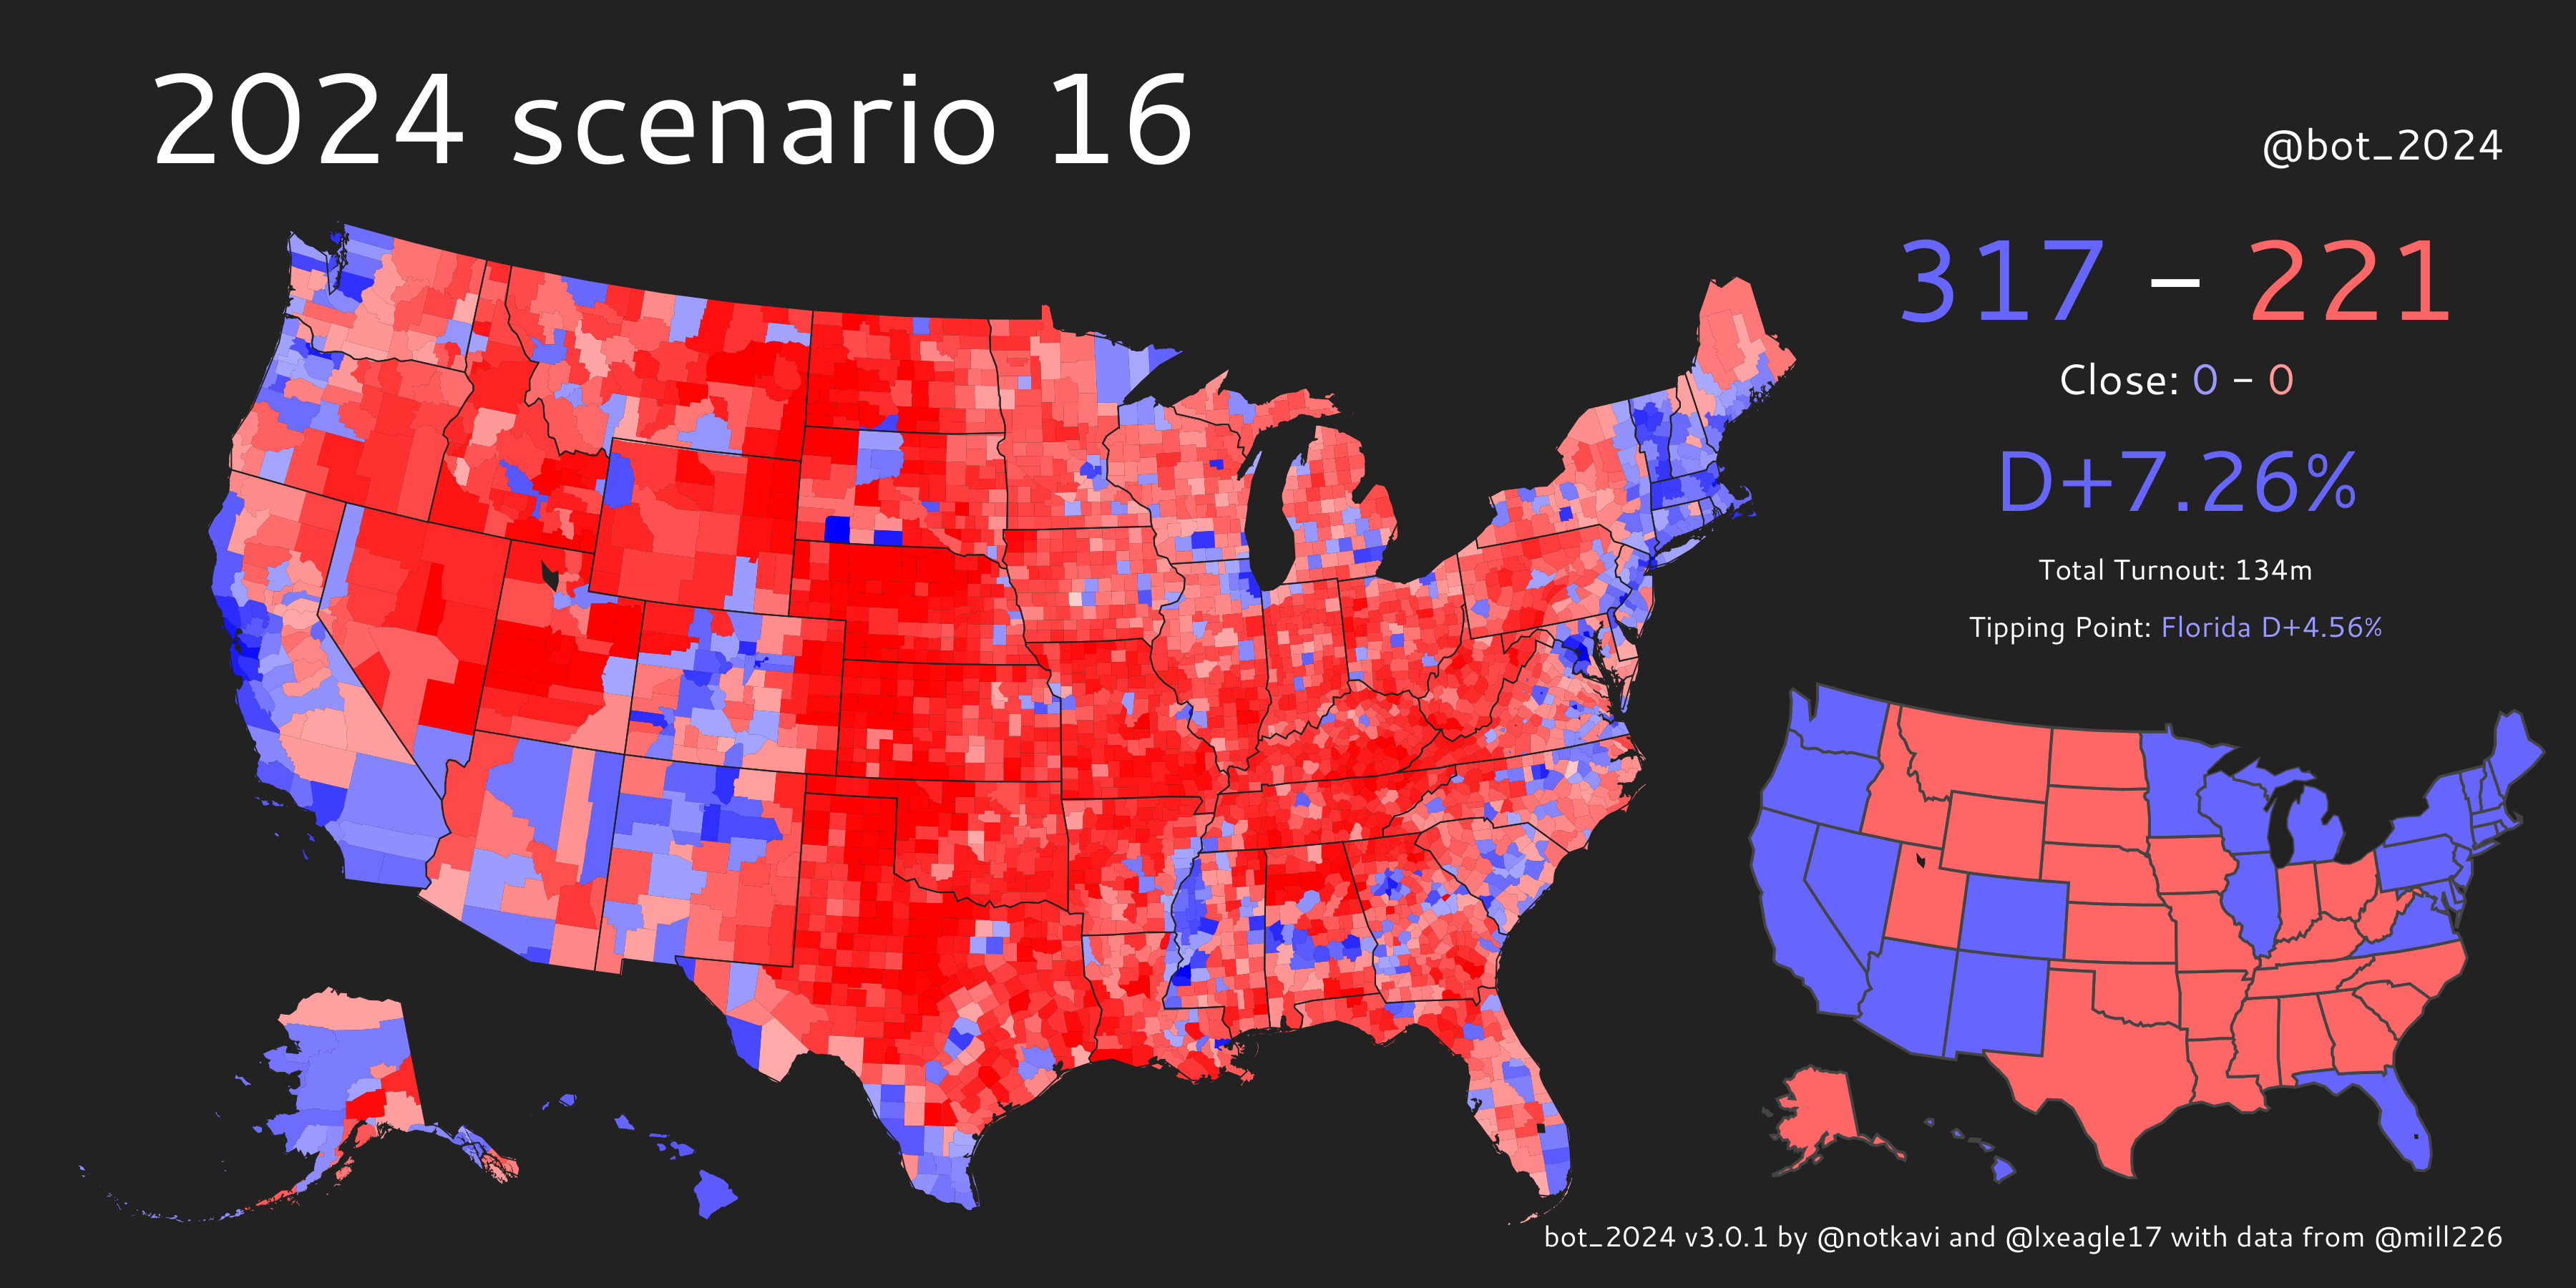 2024 scenario 16
@bot_2024
317 – 221
Close: 0 – 0
D+7.26%
Total Turnout: 134m
Tipping Point: Florida D+4.56%
bot_2024 v3.0.1 by @notkavi and @lxeagle17 with data from @mill226